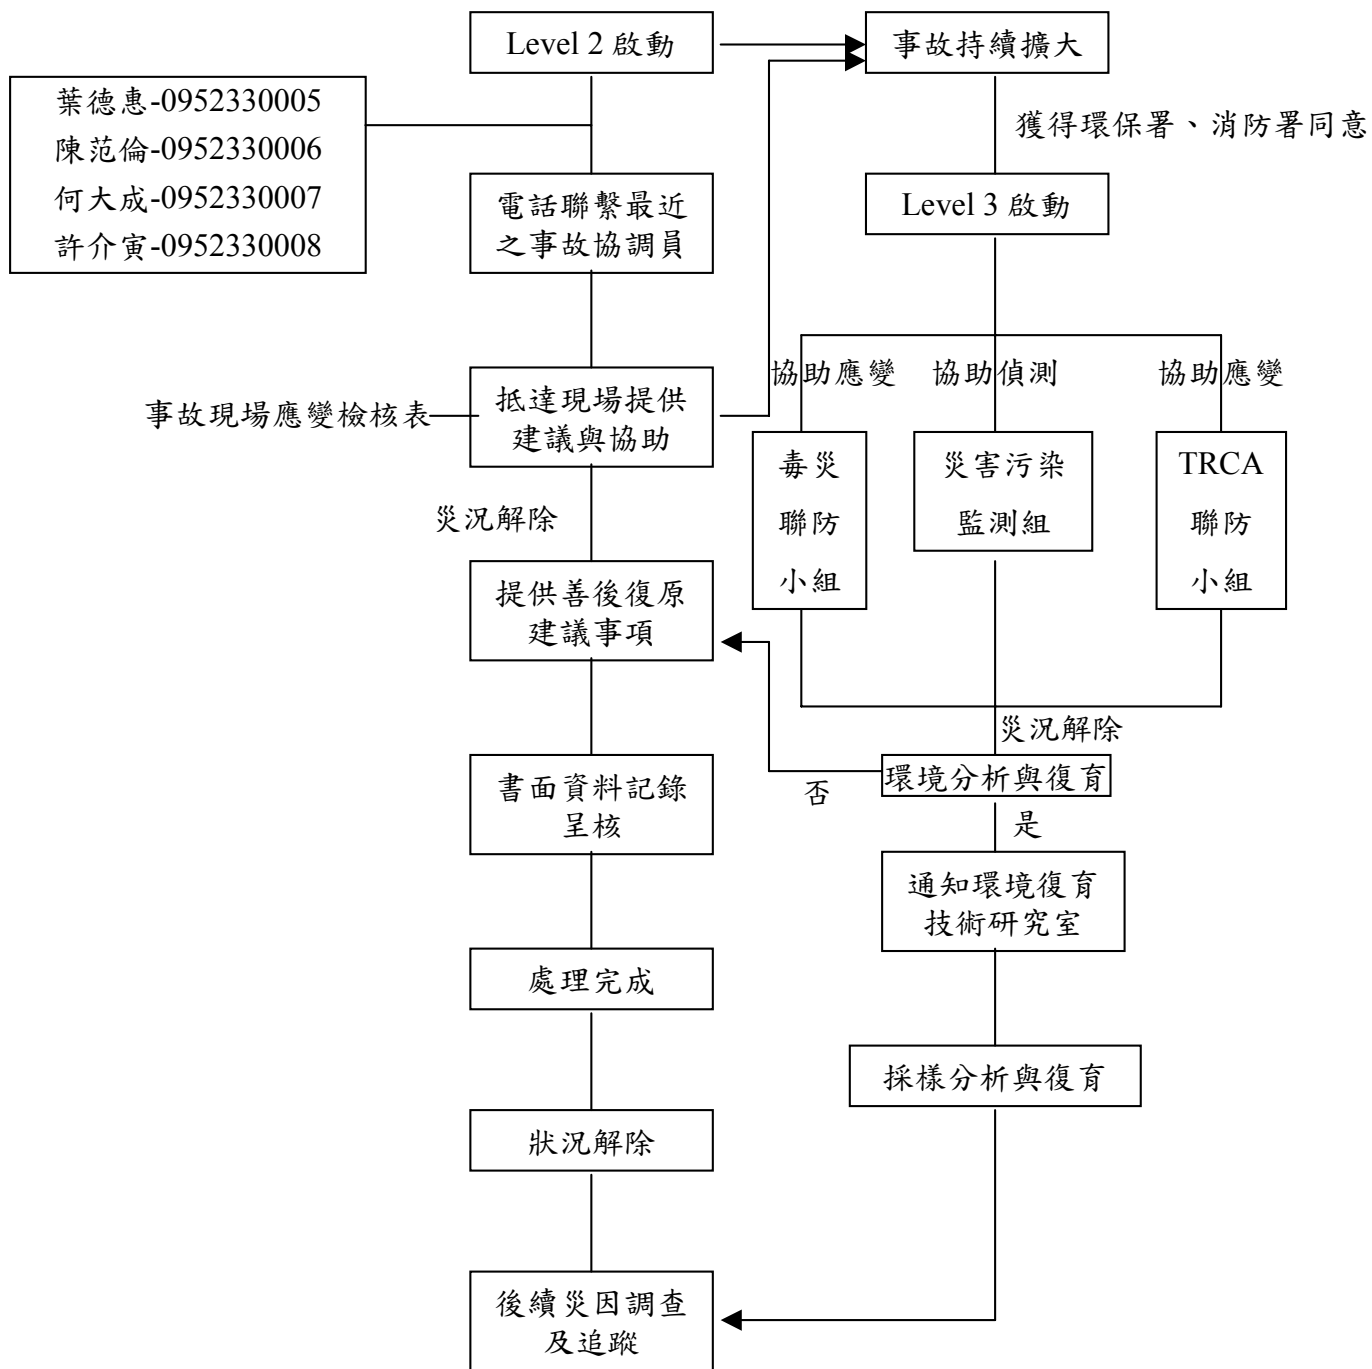 Level 2 啟動
事故持續擴大
葉德惠-0952330005
陳范倫-0952330006
何大成-0952330007
許介寅-0952330008
獲得環保署、消防署同意
電話聯繫最近
之事故協調員
Level 3 啟動
協助應變
協助偵測
協助應變
事故現場應變檢核表
抵達現場提供
建議與協助
毒災
聯防
小組
災害污染
監測組
TRCA
聯防
小組
災況解除
提供善後復原
建議事項
災況解除
環境分析與復育
否
是
書面資料記錄
呈核
通知環境復育
技術研究室
處理完成
採樣分析與復育
狀況解除
後續災因調查
及追蹤